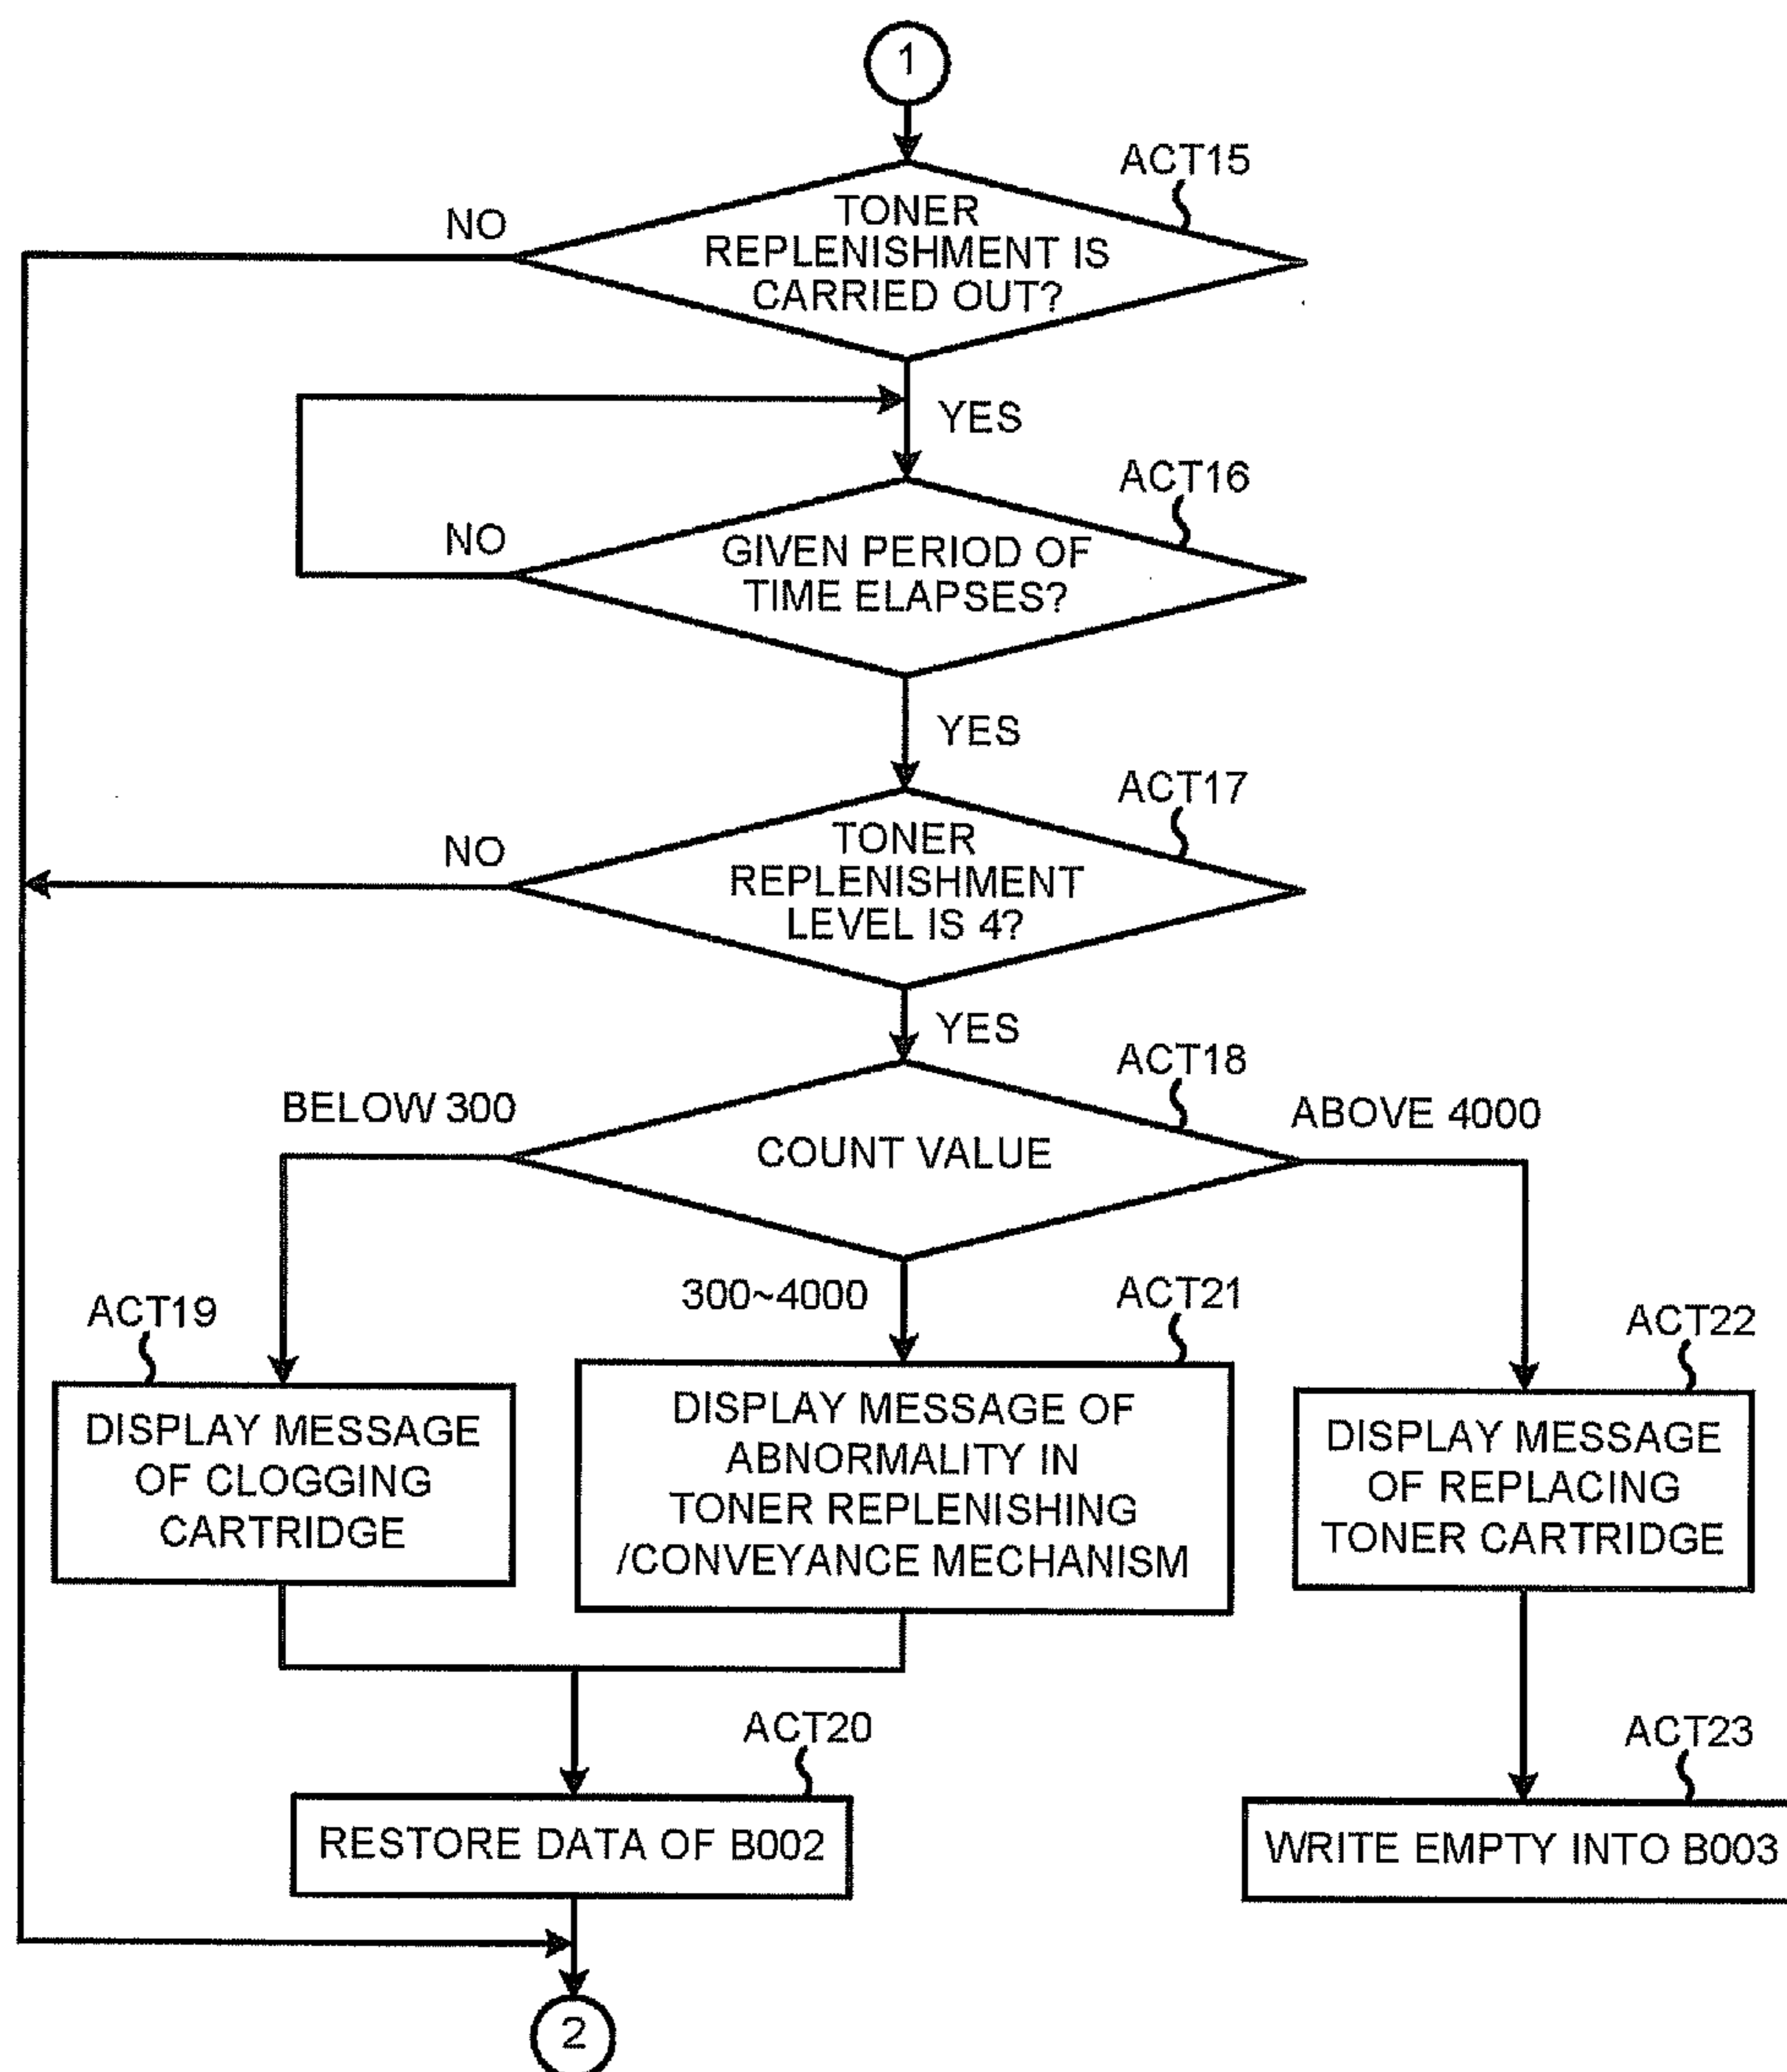 1
ACT15
NO
TONER
REPLENISHMENT IS
CARRIED OUT?
YES
ACT16
NO
GIVEN PERIOD OF
TIME ELAPSES?
YES
ACT17
NO
TONER
REPLENISHMENT
LEVEL IS 4?
YES
ACT18
BELOW 300
ABOVE 4000
COUNT VALUE
300~4000
ACT19
ACT21
ACT22
DISPLAY MESSAGE
OF CLOGGING
CARTRIDGE
DISPLAY MESSAGE OF
ABNORMALITY IN
TONER REPLENISHING
/CONVEYANCE MECHANISM
DISPLAY MESSAGE
OF REPLACING
TONER CARTRIDGE
ACT20
ACT23
RESTORE DATA OF B002
WRITE EMPTY INTO B003
2